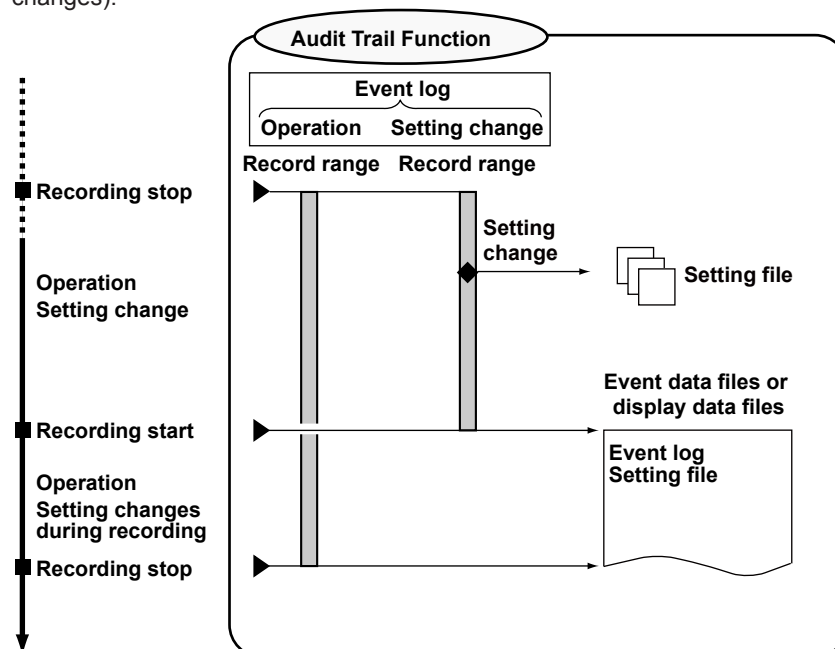 changes).
Audit Trail Function
Event log
Operation Setting change
Record range Record range
Recording stop
Setting
change
Setting file
Operation
Setting change
Event data files or
display data files
Recording start
Event log
Setting file
Operation
Setting changes
during recording
Recording stop